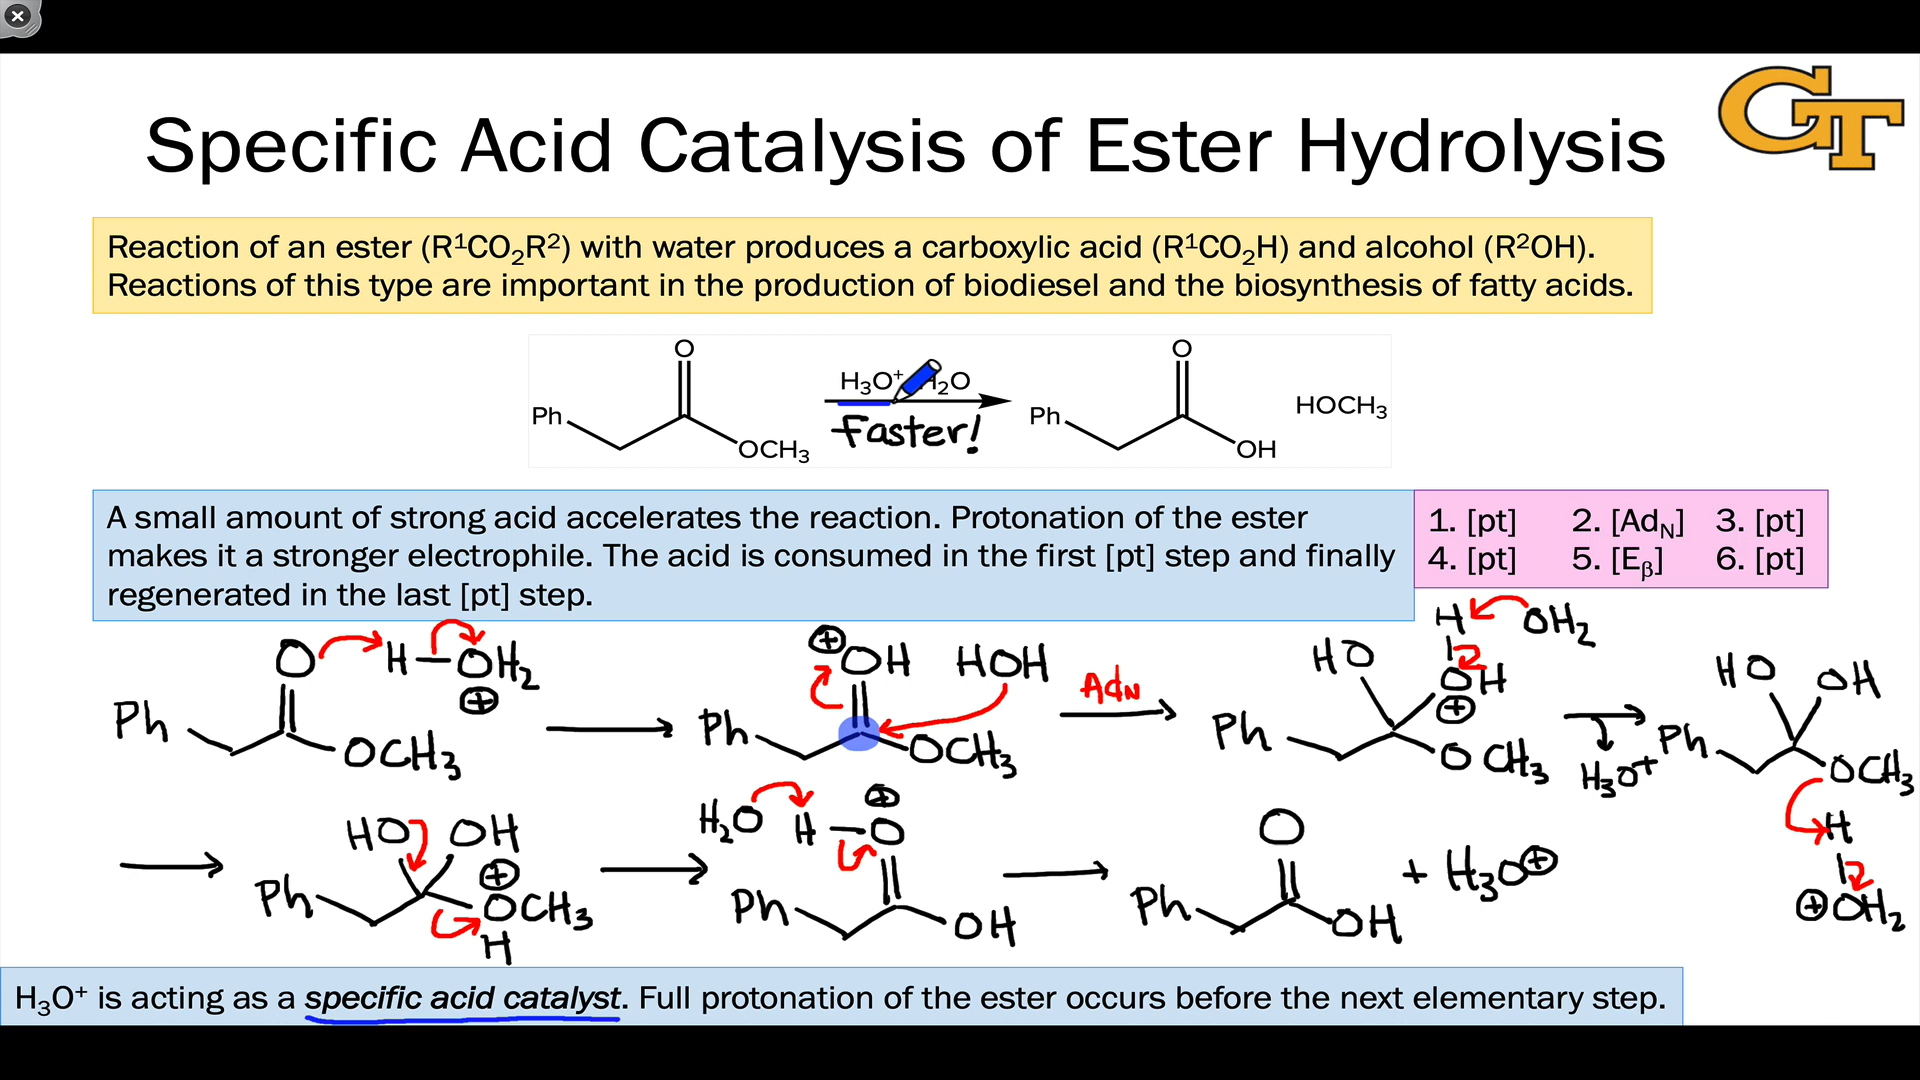 GT
Specific Acid Catalysis of Ester Hydrolysis
Reaction of an ester (R¹CO₂R²) with water produces a carboxylic acid (R¹CO₂H) and alcohol (R²OH).
Reactions of this type are important in the production of biodiesel and the biosynthesis of fatty acids.
O
Ph
OCH₃
H₃O⁺ H₂O
Faster!
O
Ph
OH
HOCH₃
A small amount of strong acid accelerates the reaction. Protonation of the ester
makes it a stronger electrophile. The acid is consumed in the first [pt] step and finally
regenerated in the last [pt] step.
1. [pt] 2. [Ad_N] 3. [pt]
4. [pt] 5. [E_β] 6. [pt]
O H–OH₂
⊕
Ph
OCH₃
⊕
OH HOH
Ph
OCH₃
AdN
H OH₂
HO OH
⊕
Ph
OCH₃
H₃O⁺
HO OH
Ph
OCH₃
H
⊕OH₂
HO OH
⊕
Ph
OCH₃
H
⊕
H₂O H–O
Ph
OH
O
Ph
OH
+ H₃O⊕
H₃O⁺ is acting as a specific acid catalyst. Full protonation of the ester occurs before the next elementary step.